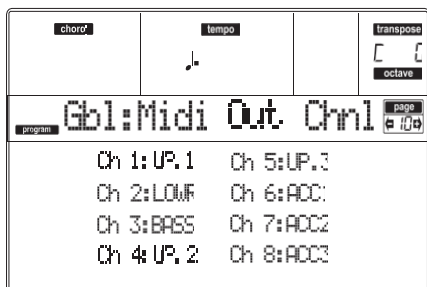 chord tempo transpose
C C
octave
program Gbl:Midi Out Chnl page 10
Ch 1:UP.1 Ch 5:UP.3
Ch 2:LOWR Ch 6:ACC1
Ch 3:BASS Ch 7:ACC2
Ch 4:UP.2 Ch 8:ACC3